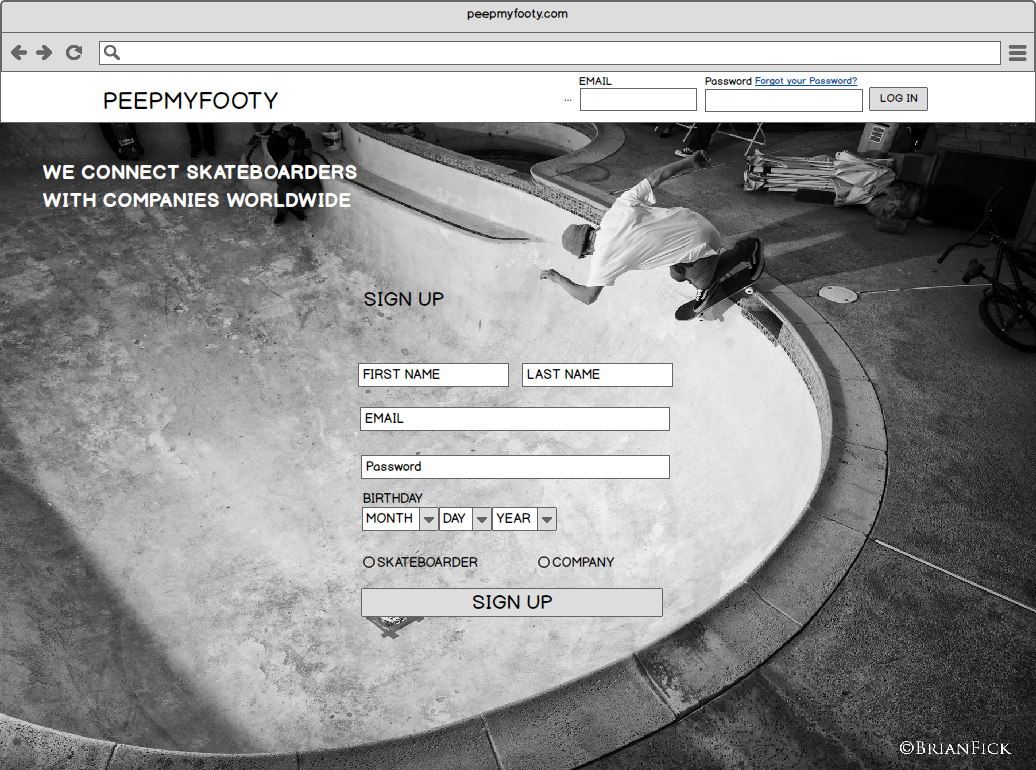 peepmyfooty.com
EMAIL
Password Forgot your Password?
PEEPMYFOOTY
...
LOG IN
WE CONNECT SKATEBOARDERS
WITH COMPANIES WORLDWIDE
SIGN UP
FIRST NAME
LAST NAME
EMAIL
Password
BIRTHDAY
MONTH
DAY
YEAR
SKATEBOARDER
COMPANY
SIGN UP
©BRIANFICK